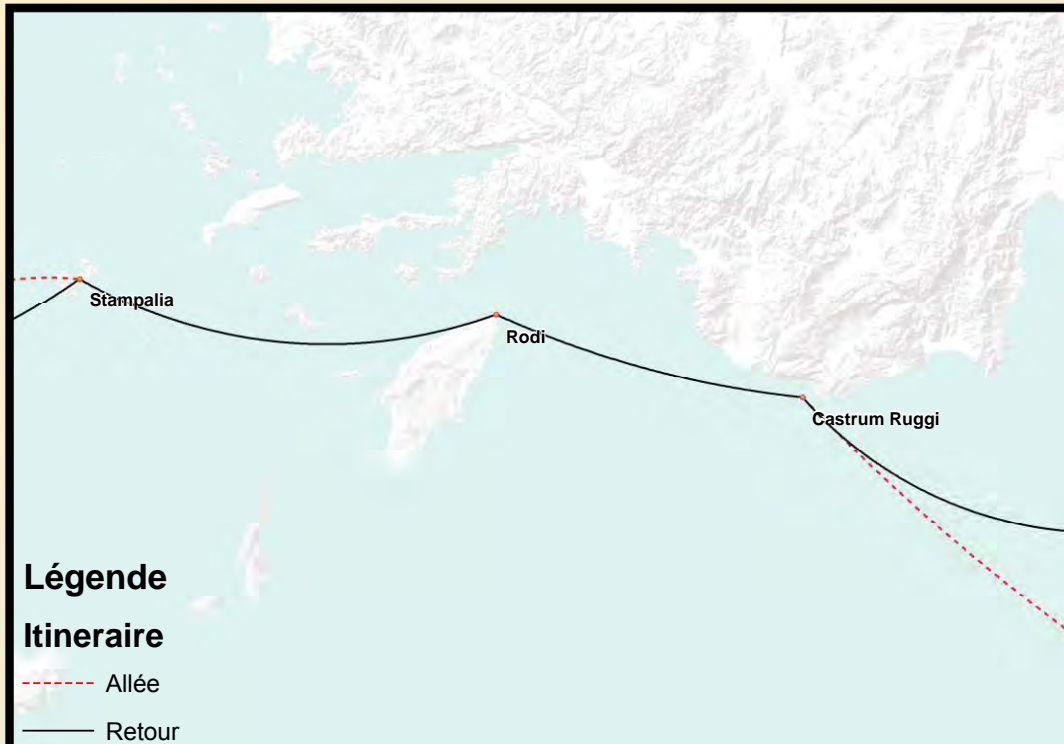 Stampalia
Rodi
Castrum Ruggi
Légende
Itineraire
Allée
Retour